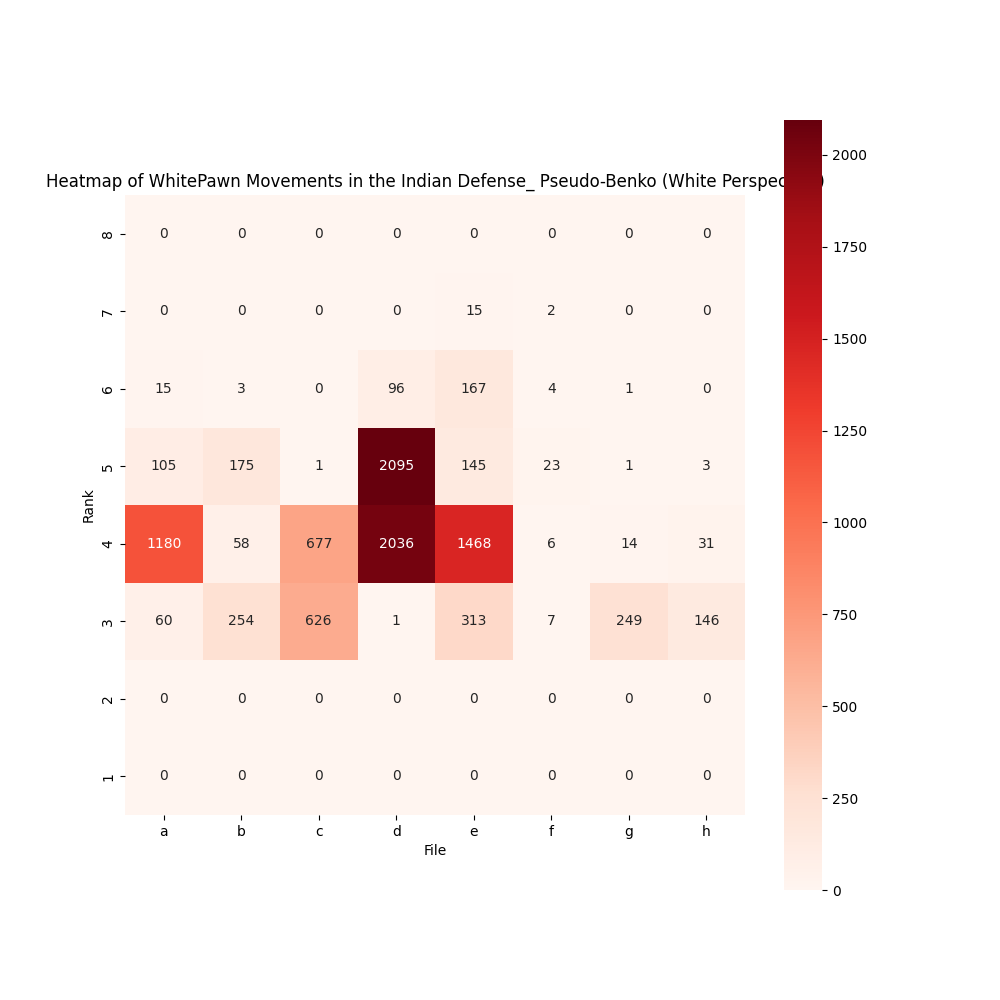 Heatmap of WhitePawn Movements in the Indian Defense_ Pseudo-Benko (White Perspec )
2000
8 0 0 0 0 0 0 0 0
1750
7 0 0 0 0 15 2 0 0
1500
6 15 3 0 96 167 4 1 0
1250
5 105 175 1 2095 145 23 1 3
Rank
1000
4 1180 58 677 2036 1468 6 14 31
750
3 60 254 626 1 313 7 249 146
500
2 0 0 0 0 0 0 0 0
250
1 0 0 0 0 0 0 0 0
a b c d e f g h
File
0